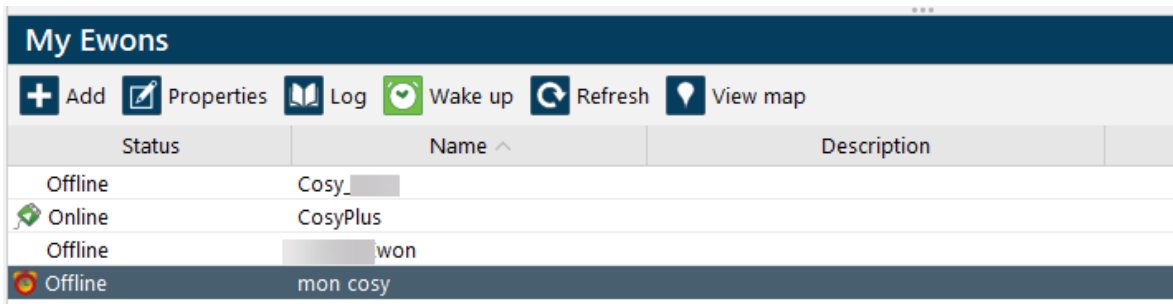 My Ewons
Add Properties Log Wake up Refresh View map
Status Name Description
Offline Cosy_
Online CosyPlus
Offline won
Offline mon cosy